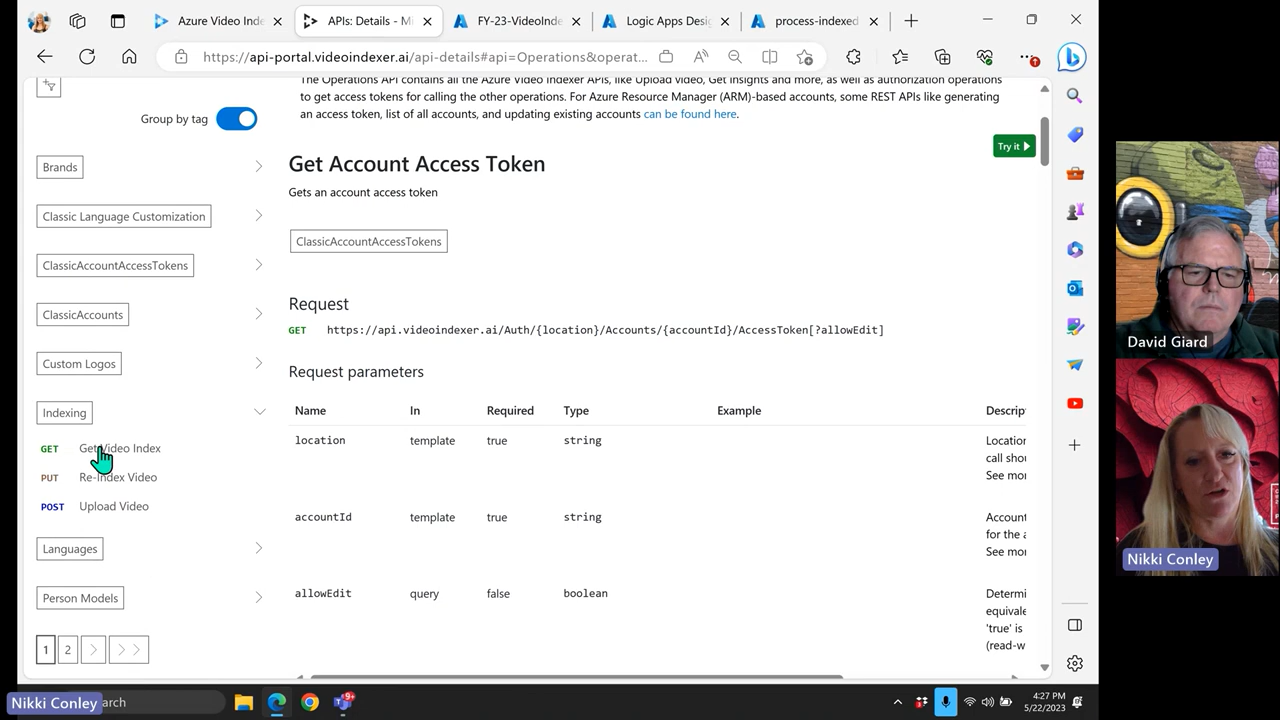 Azure Video Inde
APIs: Details - Mi
FY-23-VideoInde
Logic Apps Desig
process-indexed
https://api-portal.videoindexer.ai/api-details#api=Operations&operat...
The Operations API contains all the Azure Video Indexer APIs, like Upload video, Get Insights and more, as well as authorization operations
to get access tokens for calling the other operations. For Azure Resource Manager (ARM)-based accounts, some REST APIs like generating
an access token, list of all accounts, and updating existing accounts can be found here.
Group by tag
Try it
Brands
Classic Language Customization
ClassicAccountAccessTokens
ClassicAccounts
Custom Logos
Indexing
GET Get Video Index
PUT Re-Index Video
POST Upload Video
Languages
Person Models
1 2
Get Account Access Token
Gets an account access token
ClassicAccountAccessTokens
Request
GET https://api.videoindexer.ai/Auth/{location}/Accounts/{accountId}/AccessToken[?allowEdit]
Request parameters
Name In Required Type Example Descrip
location template true string Location
call shou
See mor
accountId template true string Account
for the a
See mor
allowEdit query false boolean Determi
equivale
'true' is
(read-w
David Giard
Nikki Conley
Nikki Conley
arch
9+
4:27 PM
5/22/2023